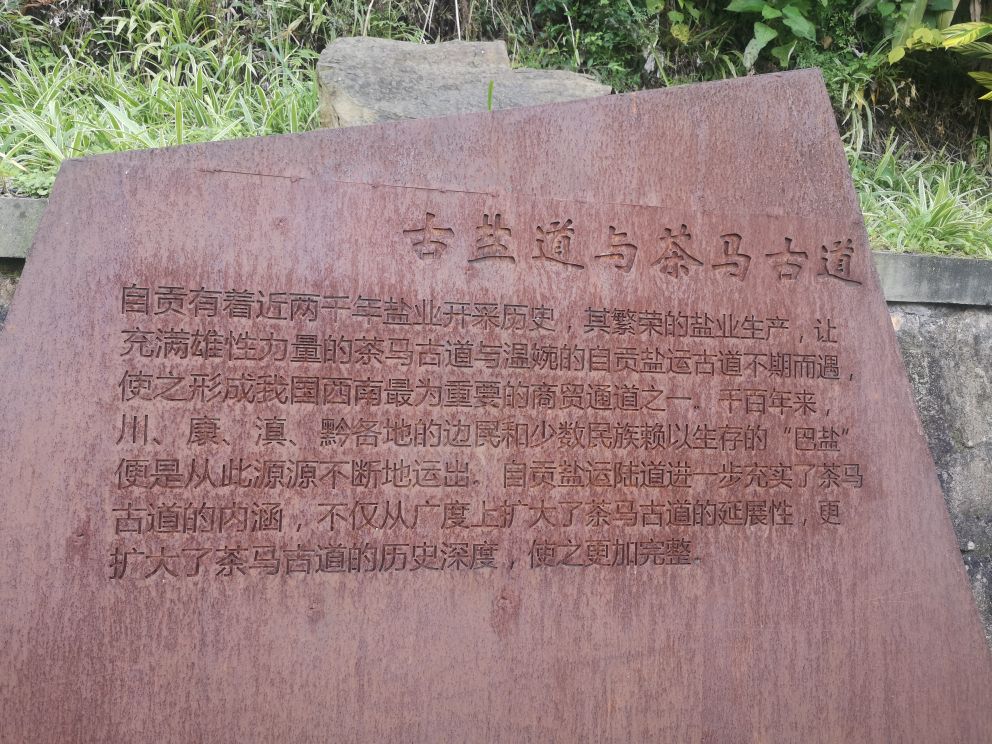 古盐道与茶马古道
自贡有着近两千年盐业开采历史，其繁荣的盐业生产，让
充满雄性力量的茶马古道与温婉的自贡盐运古道不期而遇，
使之形成我国西南最为重要的商贸通道之一。千百年来，
川、康、滇、黔各地的边民和少数民族赖以生存的“巴盐”
便是从此源源不断地运出。自贡盐运陆道进一步充实了茶马
古道的内涵，不仅从广度上扩大了茶马古道的延展性，更
扩大了茶马古道的历史深度，使之更加完整。